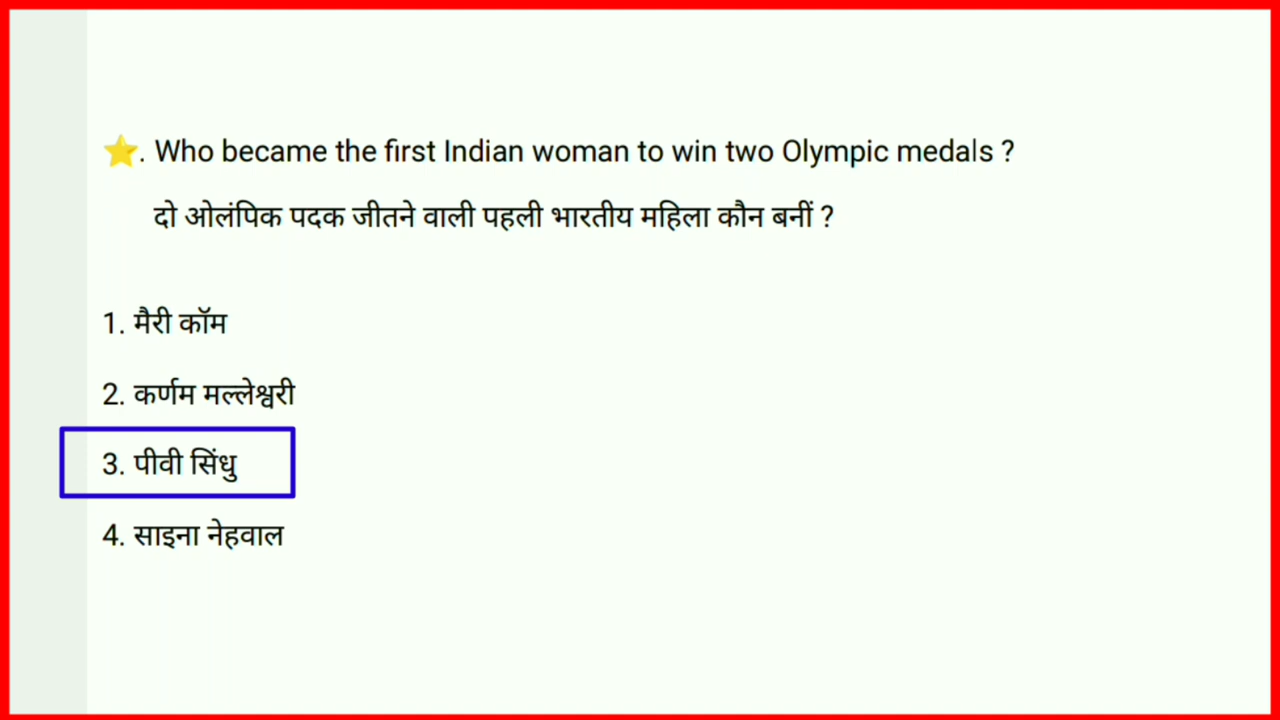 ⭐. Who became the first Indian woman to win two Olympic medals ?
दो ओलंपिक पदक जीतने वाली पहली भारतीय महिला कौन बनीं ?
1. मैरी कॉम
2. कर्णम मल्लेश्वरी
3. पीवी सिंधु
4. साइना नेहवाल